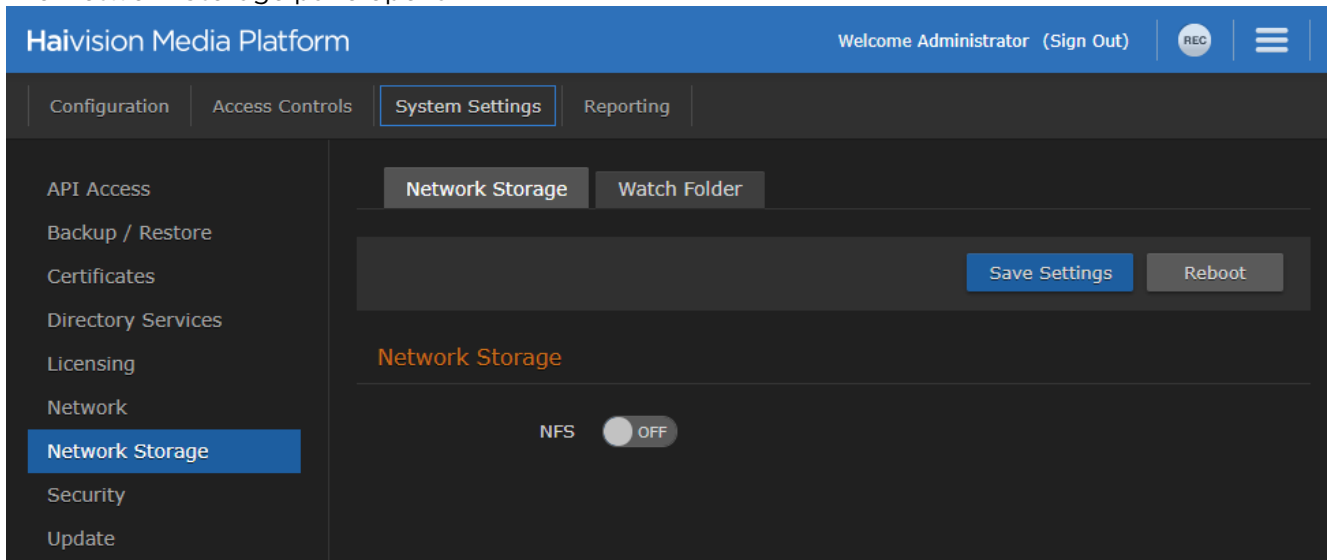 Haivision Media Platform
Welcome Administrator (Sign Out) REC
Configuration Access Controls System Settings Reporting
API Access
Backup / Restore
Certificates
Directory Services
Licensing
Network
Network Storage
Security
Update
Network Storage Watch Folder
Save Settings Reboot
Network Storage
NFS OFF